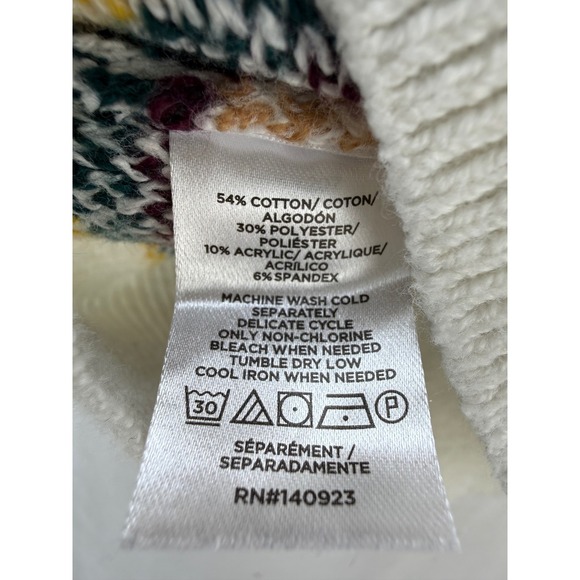 54% COTTON/ COTON/
ALGODÓN
30% POLYESTER/
POLIÉSTER
10% ACRYLIC/ ACRYLIQUE/
ACRÍLICO
6% SPANDEX
MACHINE WASH COLD
SEPARATELY
DELICATE CYCLE
ONLY NON-CHLORINE
BLEACH WHEN NEEDED
TUMBLE DRY LOW
COOL IRON WHEN NEEDED
30 P
SÉPARÉMENT /
SEPARADAMENTE
RN#140923